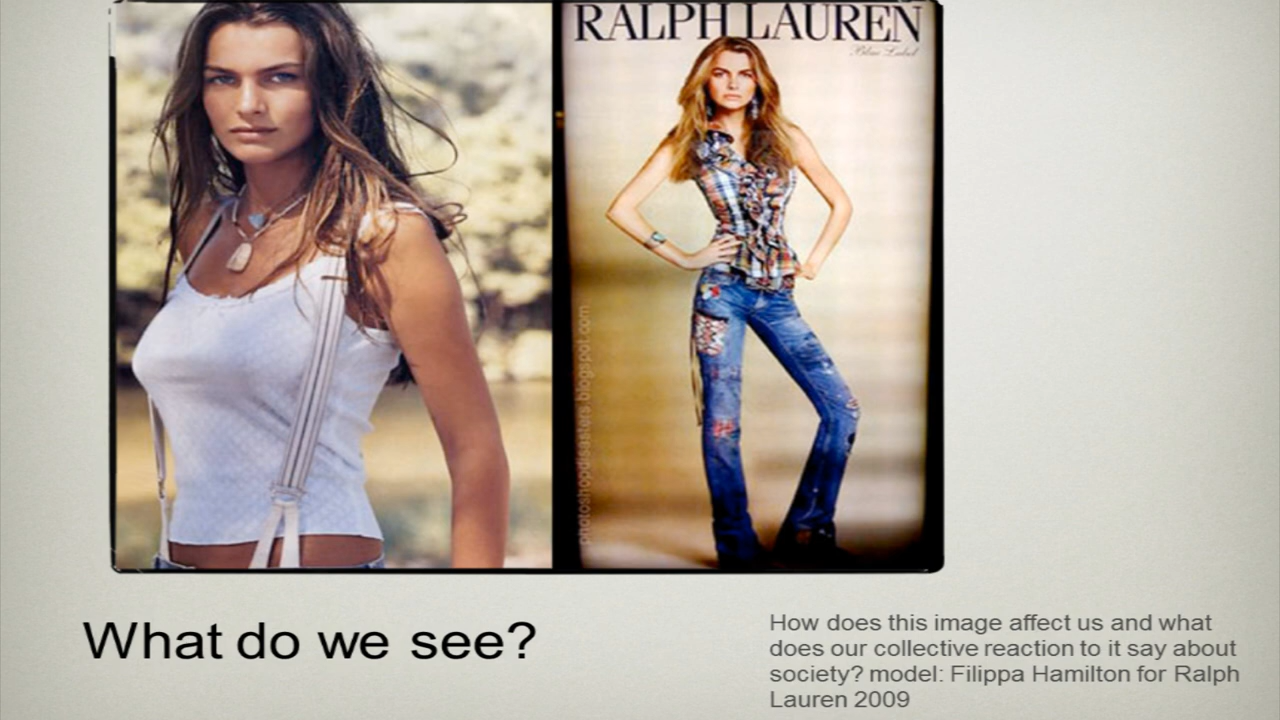 RALPH LAUREN
Blue Label
photoshopdisasters.blogspot.com
What do we see?
How does this image affect us and what
does our collective reaction to it say about
society? model: Filippa Hamilton for Ralph
Lauren 2009